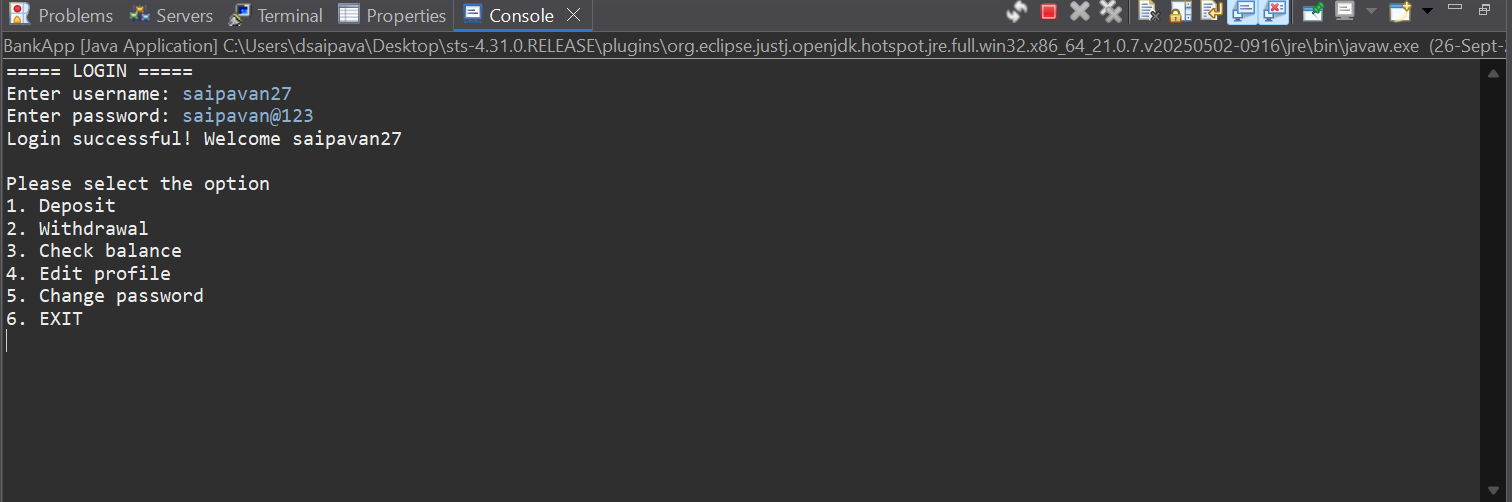 Problems Servers Terminal Properties Console
BankApp [Java Application] C:\Users\dsaipava\Desktop\sts-4.31.0.RELEASE\plugins\org.eclipse.justj.openjdk.hotspot.jre.full.win32.x86_64_21.0.7.v20250502-0916\jre\bin\javaw.exe (26-Sept-
===== LOGIN =====
Enter username: saipavan27
Enter password: saipavan@123
Login successful! Welcome saipavan27
Please select the option
1. Deposit
2. Withdrawal
3. Check balance
4. Edit profile
5. Change password
6. EXIT